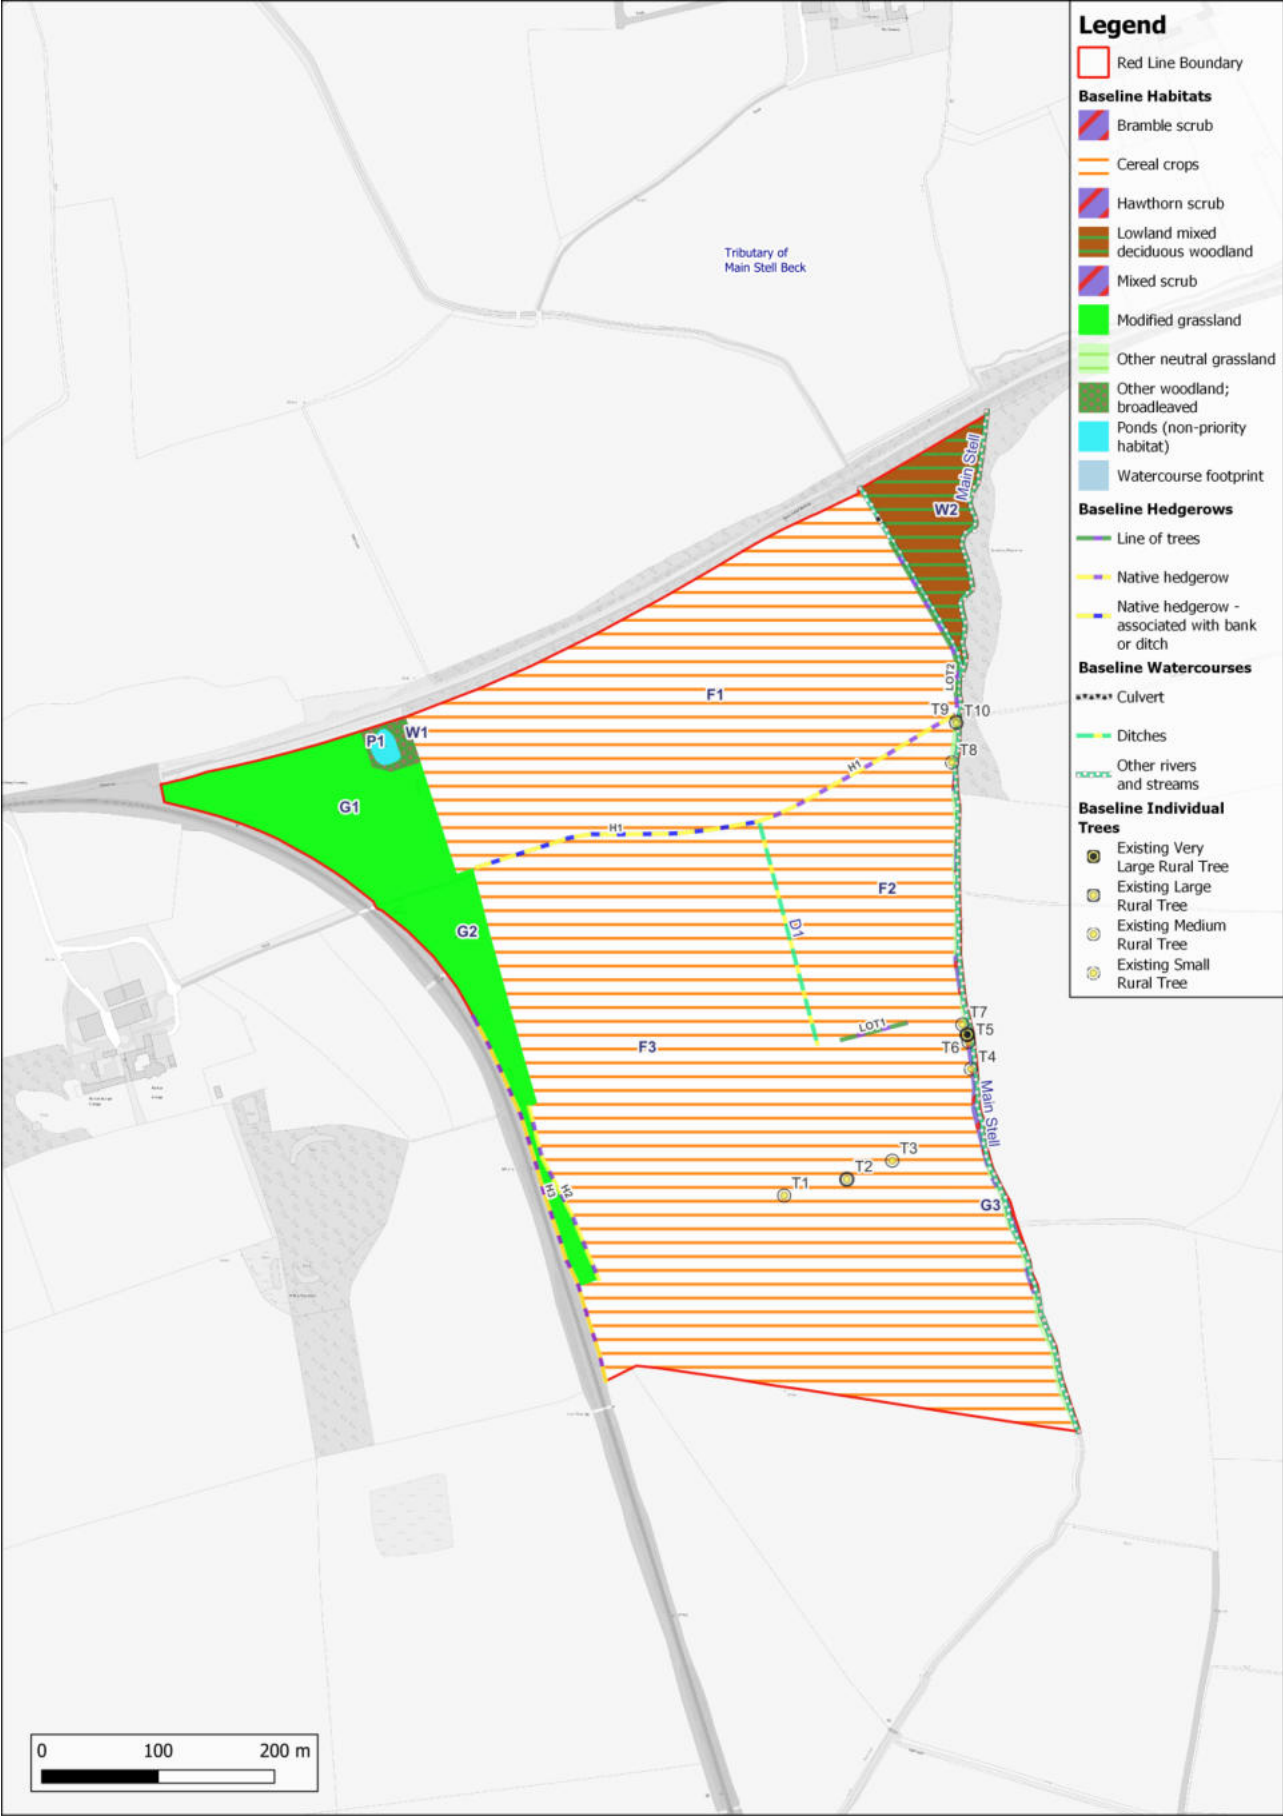 Legend
Red Line Boundary
Baseline Habitats
Bramble scrub
Cereal crops
Hawthorn scrub
Lowland mixed
deciduous woodland
Mixed scrub
Modified grassland
Other neutral grassland
Other woodland;
broadleaved
Ponds (non-priority
habitat)
Watercourse footprint
Baseline Hedgerows
Line of trees
Native hedgerow
Native hedgerow -
associated with bank
or ditch
Baseline Watercourses
Culvert
Ditches
Other rivers
and streams
Baseline Individual
Trees
Existing Very
Large Rural Tree
Existing Large
Rural Tree
Existing Medium
Rural Tree
Existing Small
Rural Tree
Tributary of
Main Stell Beck
Main Stell
W2
LOT2
F1
T9
T10
W1
P1
T8
H1
G1
H1
F2
G2
D1
T7
LOT1
T5
F3
T6
T4
Main Stell
T3
T2
T1
H3
H2
G3
0 100 200 m